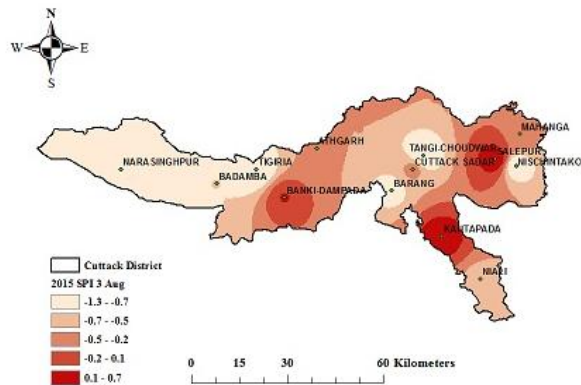 N
W E
S
MAHANGA
ATHGARH
TANGI-CHOUDWAR
SALEPUR
CUTTACK SADAR
NISCHINTAKO
NARASINGHPUR
TIGIRIA
BADAMBA
BARANG
BANKI-DAMPADA
KANTAPADA
NIARI
Cuttack District
2015 SPI 3 Aug
-1.3 - -0.7
-0.7 - -0.5
-0.5 - -0.2
-0.2 - 0.1
0.1 - 0.7
0 15 30 60 Kilometers